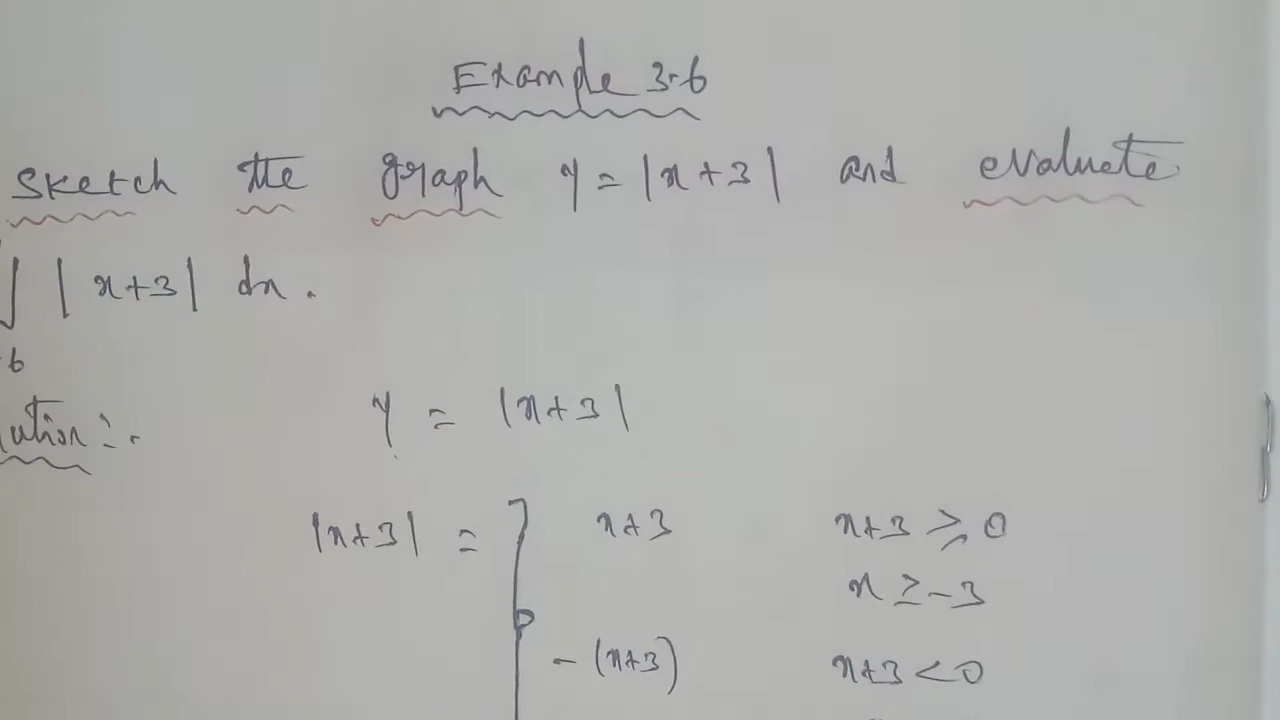 Example 3.6
Sketch the graph y = |x+3| and evaluate
∫ |x+3| dx.
-6
ution :-
y = |x+3|
|x+3| = { x+3 x+3 ≥ 0
x ≥ -3
-(x+3) x+3 < 0